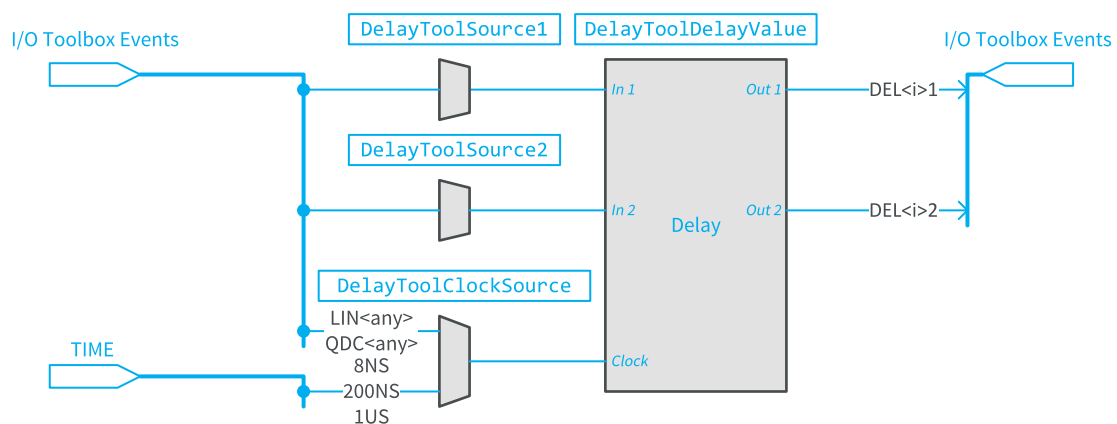 DelayToolSource1
DelayToolDelayValue
I/O Toolbox Events
I/O Toolbox Events
In 1
Out 1
DEL<i>1
DelayToolSource2
In 2
Out 2
DEL<i>2
Delay
DelayToolClockSource
LIN<any>
QDC<any>
TIME
8NS
Clock
200NS
1US